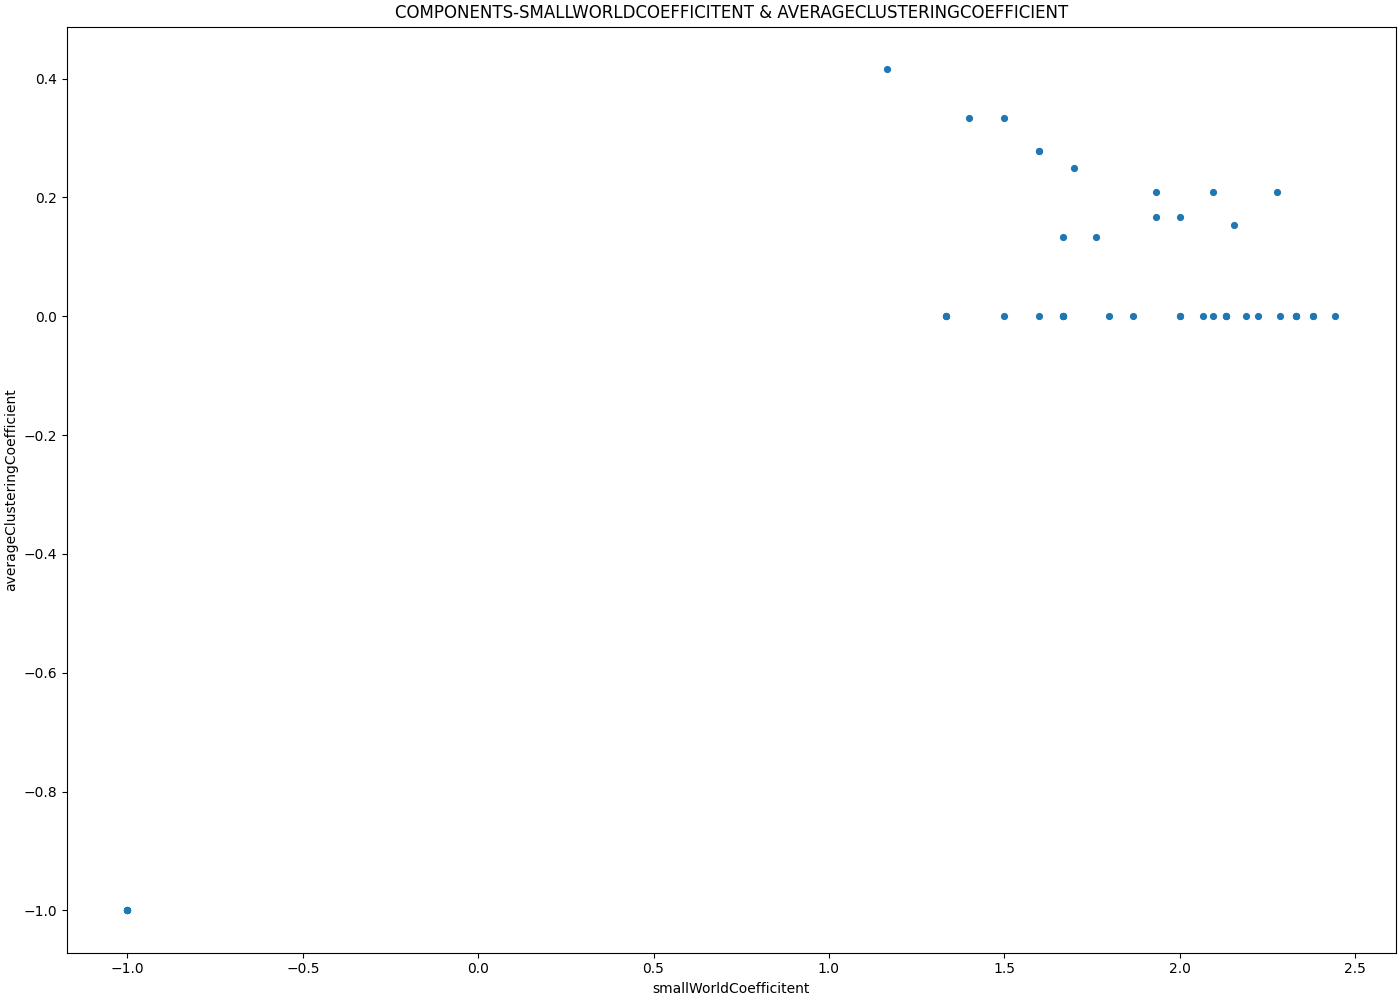 COMPONENTS-SMALLWORLDCOEFFICITENT & AVERAGECLUSTERINGCOEFFICIENT
averageClusteringCoefficient
0.4
0.2
0.0
−0.2
−0.4
−0.6
−0.8
−1.0
−1.0 −0.5 0.0 0.5 1.0 1.5 2.0 2.5
smallWorldCoefficitent